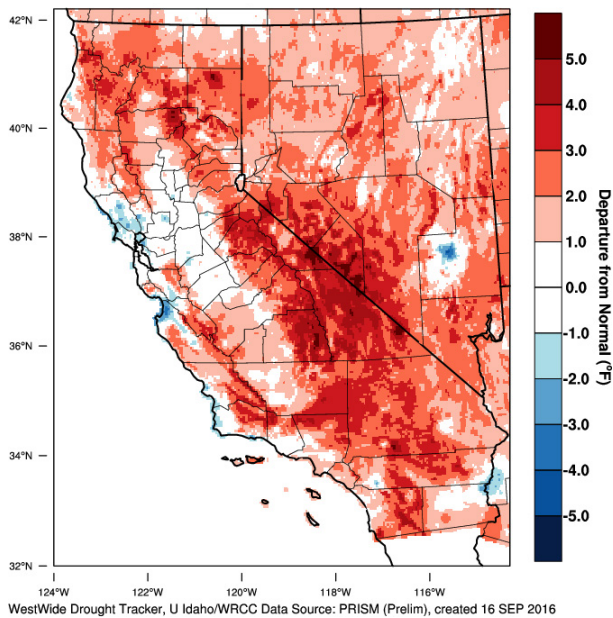 42°N
40°N
38°N
36°N
34°N
32°N
124°W 122°W 120°W 118°W 116°W
5.0
4.0
3.0
2.0
1.0
0.0
-1.0
-2.0
-3.0
-4.0
-5.0
Departure from Normal (°F)
WestWide Drought Tracker, U Idaho/WRCC Data Source: PRISM (Prelim), created 16 SEP 2016